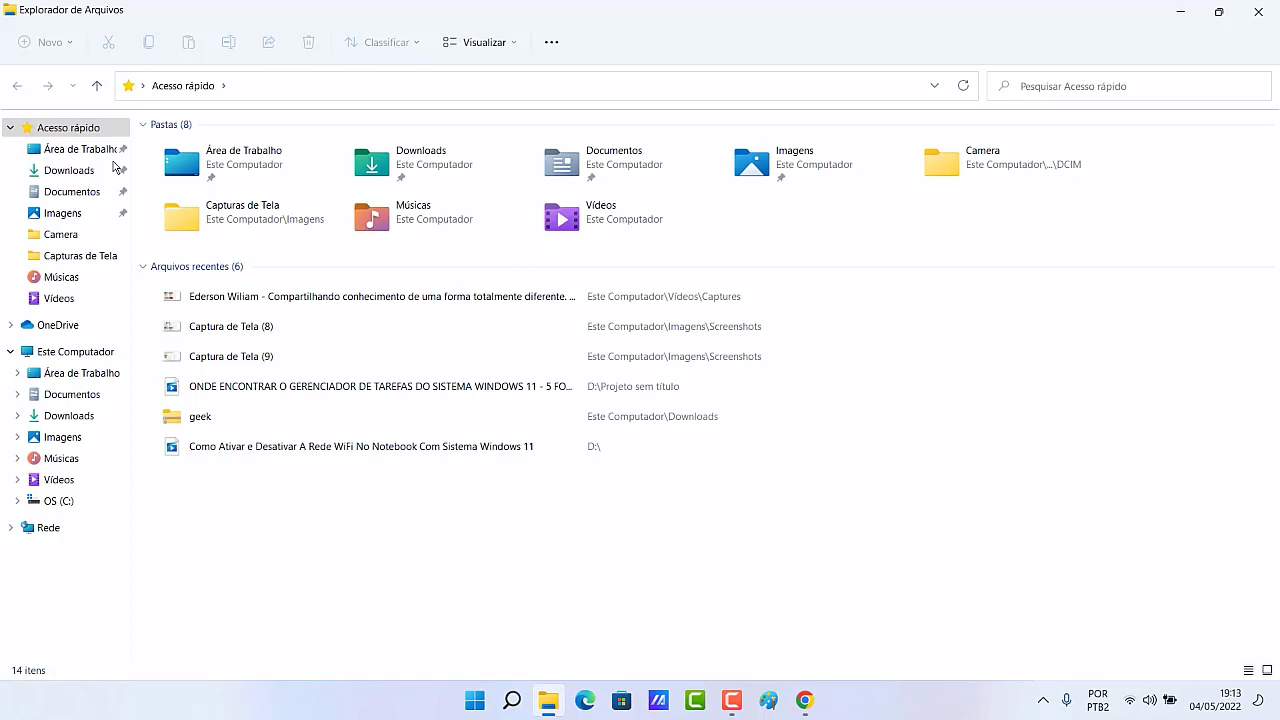 Explorador de Arquivos
Novo
Classificar
Visualizar
Acesso rápido
Pesquisar Acesso rápido
Acesso rápido
Área de Trabalho
Downloads
Documentos
Imagens
Camera
Capturas de Tela
Músicas
Vídeos
OneDrive
Este Computador
Área de Trabalho
Documentos
Downloads
Imagens
Músicas
Vídeos
OS (C:)
Rede
Pastas (8)
Área de Trabalho
Este Computador
Downloads
Este Computador
Documentos
Este Computador
Imagens
Este Computador
Camera
Este Computador\...\DCIM
Capturas de Tela
Este Computador\Imagens
Músicas
Este Computador
Vídeos
Este Computador
Arquivos recentes (6)
Ederson Wiliam - Compartilhando conhecimento de uma forma totalmente diferente. ... Este Computador\Vídeos\Captures
Captura de Tela (8) Este Computador\Imagens\Screenshots
Captura de Tela (9) Este Computador\Imagens\Screenshots
ONDE ENCONTRAR O GERENCIADOR DE TAREFAS DO SISTEMA WINDOWS 11 - 5 FO... D:\Projeto sem título
geek Este Computador\Downloads
Como Ativar e Desativar A Rede WiFi No Notebook Com Sistema Windows 11 D:\
14 itens
POR
PTB2
19:13
04/05/2022